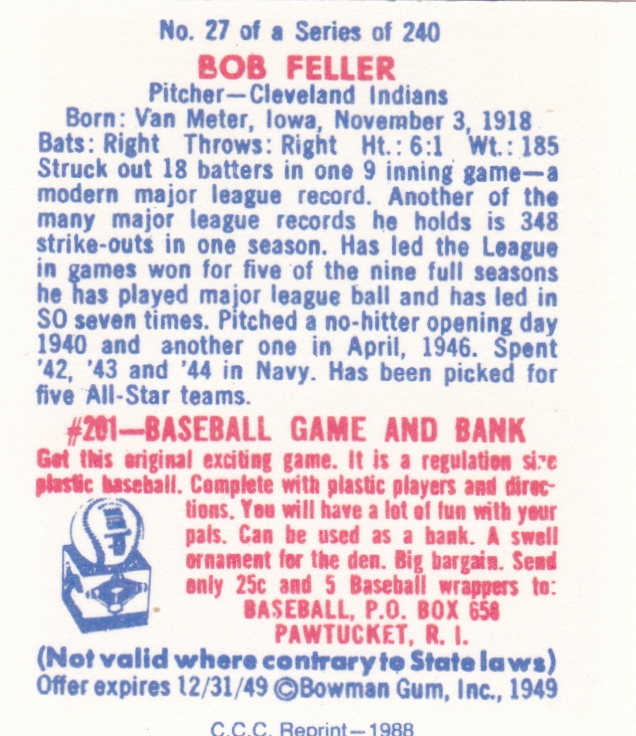 No. 27 of a Series of 240
BOB FELLER
Pitcher—Cleveland Indians
Born: Van Meter, Iowa, November 3, 1918
Bats: Right Throws: Right Ht.: 6:1 Wt.: 185
Struck out 18 batters in one 9 inning game—a
modern major league record. Another of the
many major league records he holds is 348
strike-outs in one season. Has led the League
in games won for five of the nine full seasons
he has played major league ball and has led in
SO seven times. Pitched a no-hitter opening day
1940 and another one in April, 1946. Spent
'42, '43 and '44 in Navy. Has been picked for
five All-Star teams.
#201—BASEBALL GAME AND BANK
Get this original exciting game. It is a regulation size
plastic baseball. Complete with plastic players and direc-
tions. You will have a lot of fun with your
pals. Can be used as a bank. A swell
ornament for the den. Big bargain. Send
only 25c and 5 Baseball wrappers to:
BASEBALL, P.O. BOX 658
PAWTUCKET, R. I.
(Not valid where contrary to State laws)
Offer expires 12/31/49 ©Bowman Gum, Inc., 1949
C.C.C. Reprint—1988